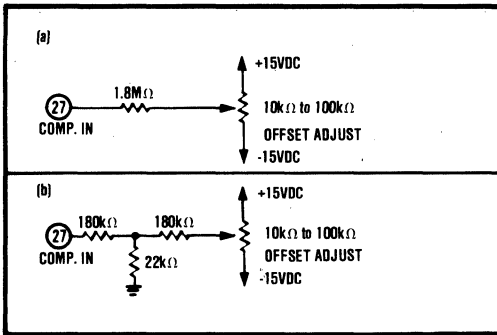 (a)
+15VDC
1.8MΩ
27
10kΩ to 100kΩ
COMP. IN
OFFSET ADJUST
-15VDC
(b)
+15VDC
180kΩ 180kΩ
27
10kΩ to 100kΩ
COMP. IN
OFFSET ADJUST
22kΩ
-15VDC